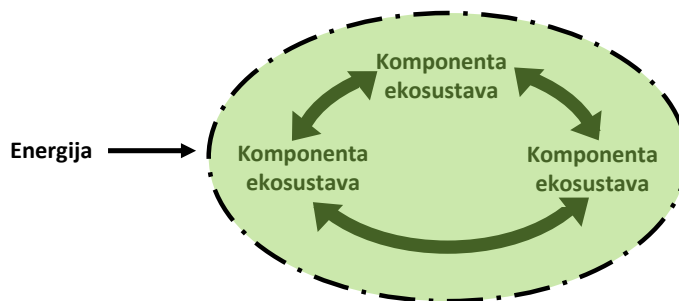 Komponenta
ekosustava
Energija
Komponenta
ekosustava
Komponenta
ekosustava